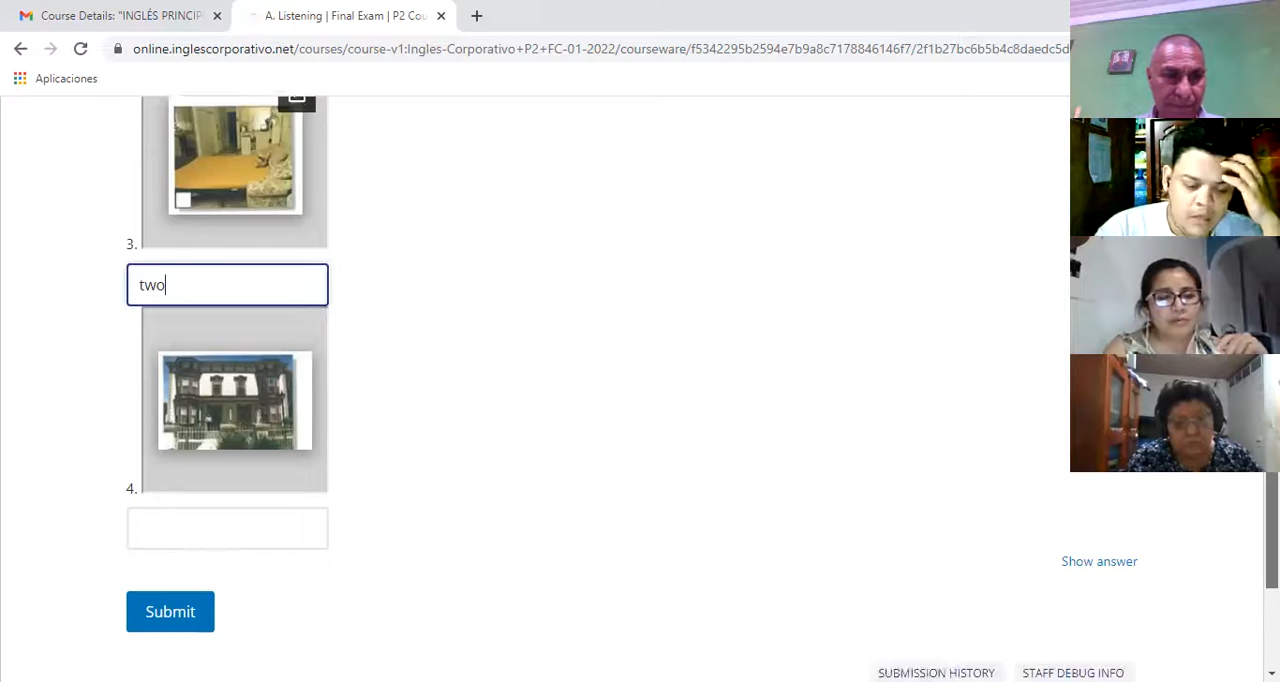 Course Details: "INGLÉS PRINCIP
A. Listening | Final Exam | P2 Cou
online.inglescorporativo.net/courses/course-v1:Ingles-Corporativo+P2+FC-01-2022/courseware/f5342295b2594e7b9a8c7178846146f7/2f1b27bc6b5b4c8daedc5d
Aplicaciones
3.
two
4.
Show answer
Submit
SUBMISSION HISTORY
STAFF DEBUG INFO